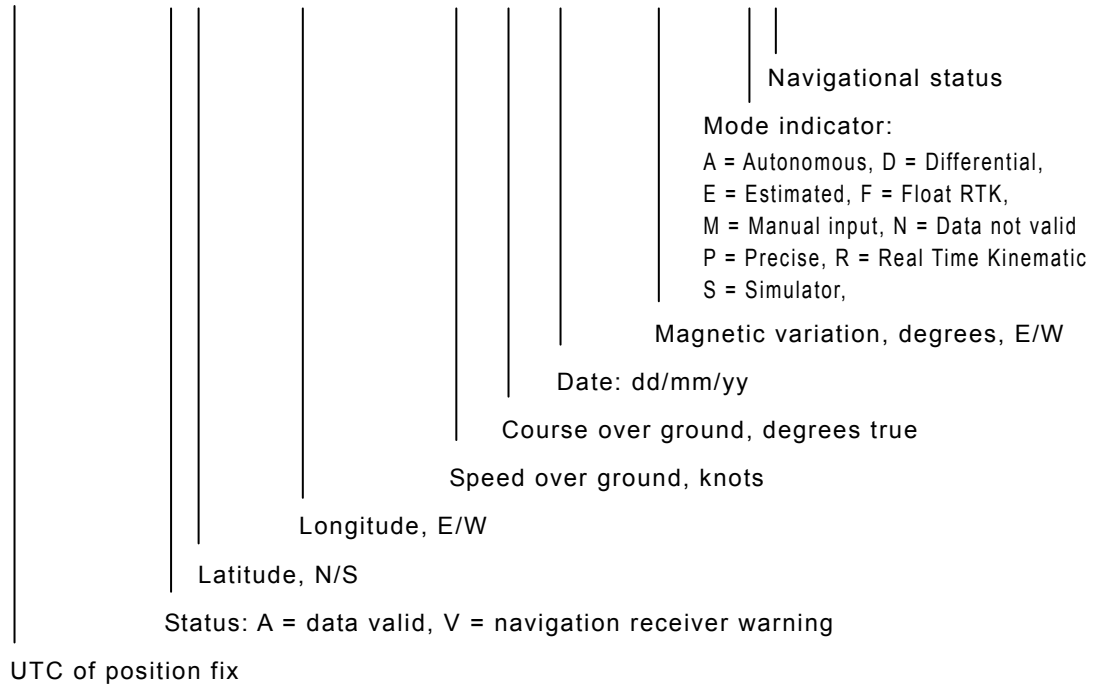 Navigational status
Mode indicator:
A = Autonomous, D = Differential,
E = Estimated, F = Float RTK,
M = Manual input, N = Data not valid
P = Precise, R = Real Time Kinematic
S = Simulator,
Magnetic variation, degrees, E/W
Date: dd/mm/yy
Course over ground, degrees true
Speed over ground, knots
Longitude, E/W
Latitude, N/S
Status: A = data valid, V = navigation receiver warning
UTC of position fix